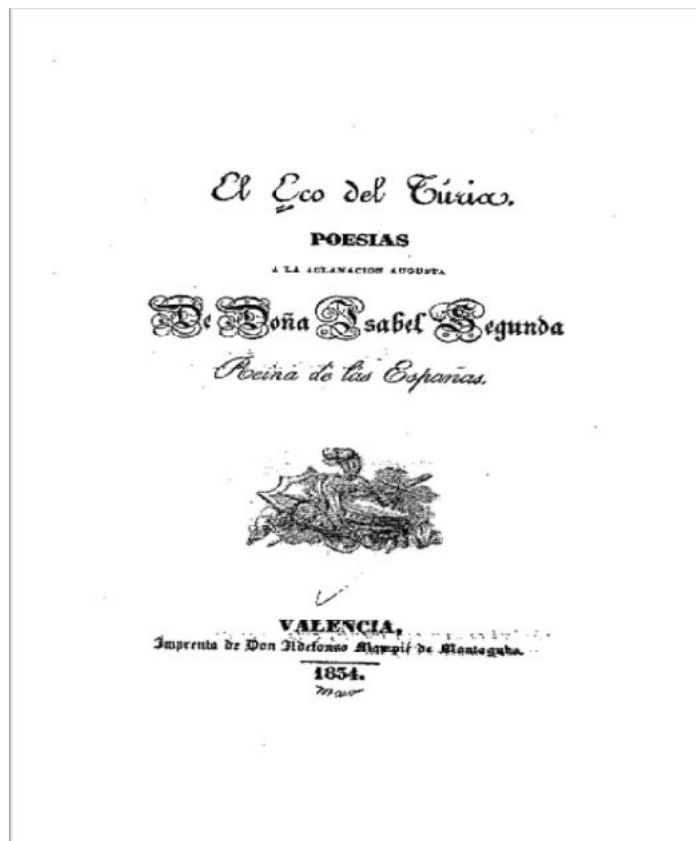 El Eco del Túria.
POESIAS
A LA ACLAMACION AUGUSTA
De Doña Isabel Segunda
Reina de las Españas.
VALENCIA,
Imprenta de Don Ildefonso Mompié de Montagudo.
1834.